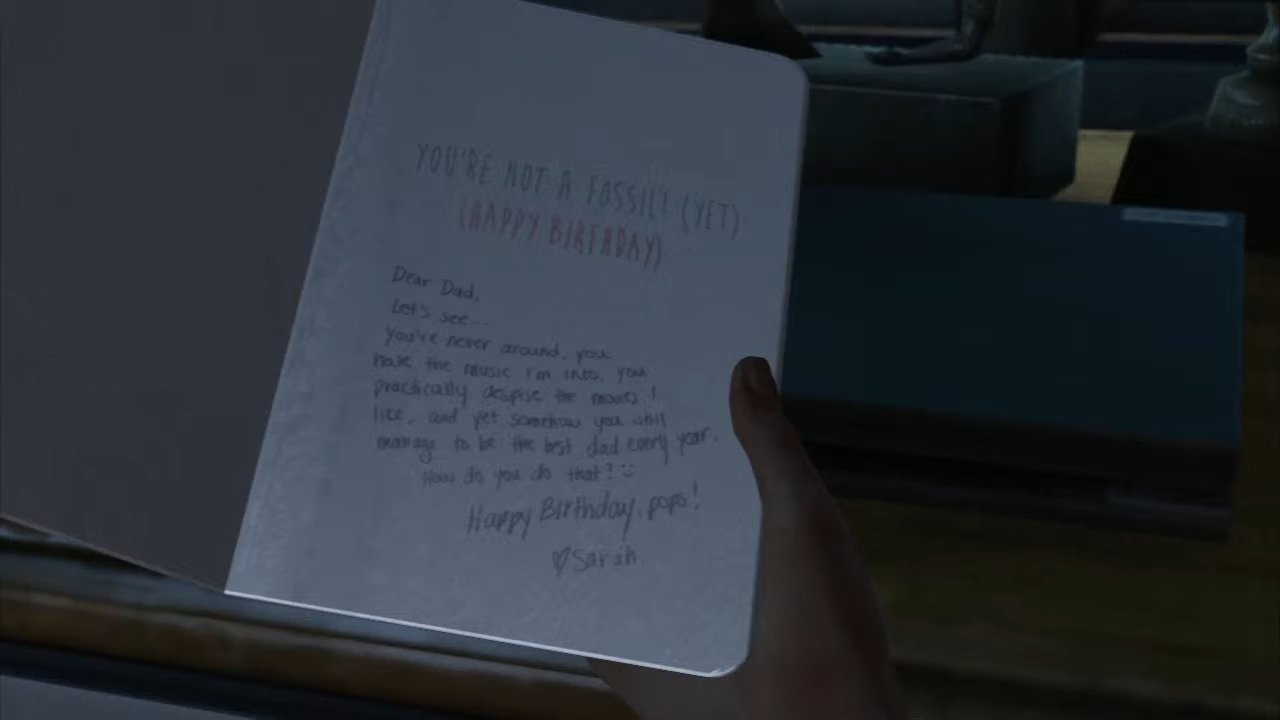 YOU'RE NOT A FOSSIL! (YET)
(HAPPY BIRTHDAY)
Dear Dad,
Let's see...
You're never around, you
hate the music I'm into, you
practically despise the movies I
like, and yet somehow you still
manage to be the best dad every year.
How do you do that? :)
Happy Birthday, pops!
♡Sarah.